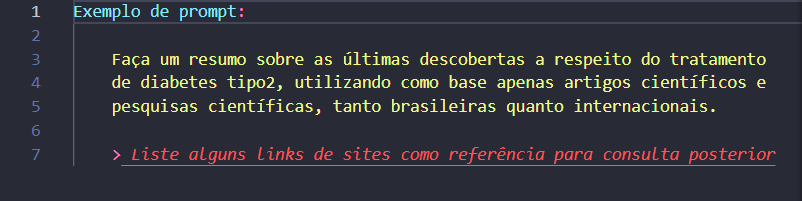 1 Exemplo de prompt:
2
3 Faça um resumo sobre as últimas descobertas a respeito do tratamento
4 de diabetes tipo2, utilizando como base apenas artigos científicos e
5 pesquisas científicas, tanto brasileiras quanto internacionais.
6
7 > Liste alguns links de sites como referência para consulta posterior